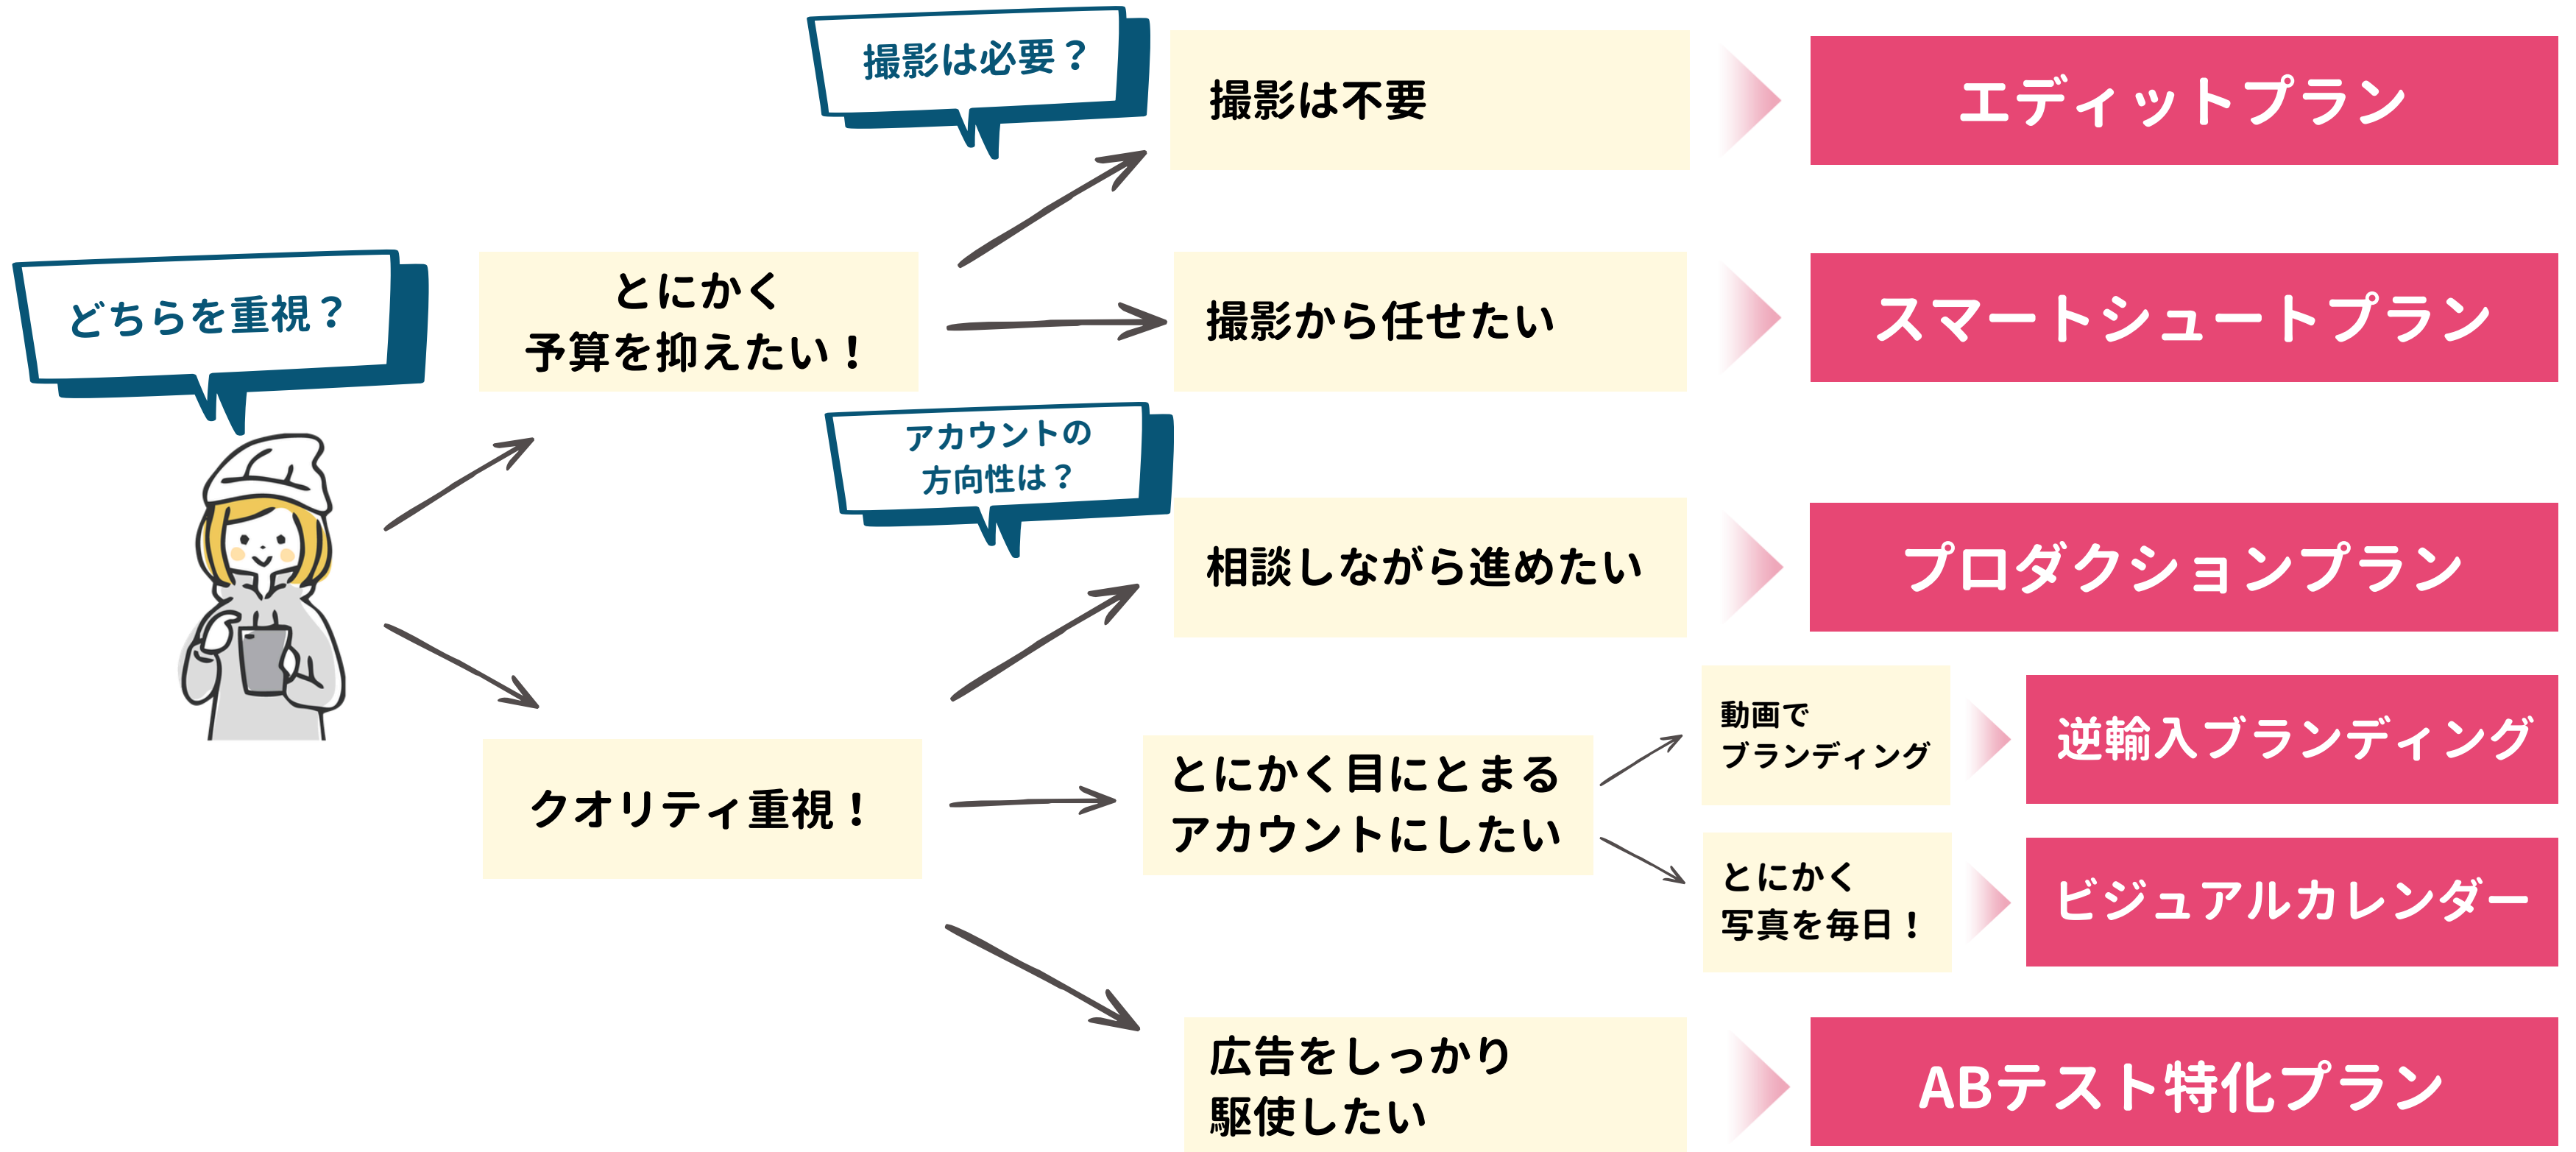 撮影は必要？
撮影は不要
エディットプラン
どちらを重視？
とにかく
予算を抑えたい！
撮影から任せたい
スマートシュートプラン
アカウントの
方向性は？
相談しながら進めたい
プロダクションプラン
クオリティ重視！
とにかく目にとまる
アカウントにしたい
動画で
ブランディング
逆輸入ブランディング
とにかく
写真を毎日！
ビジュアルカレンダー
広告をしっかり
駆使したい
ABテスト特化プラン